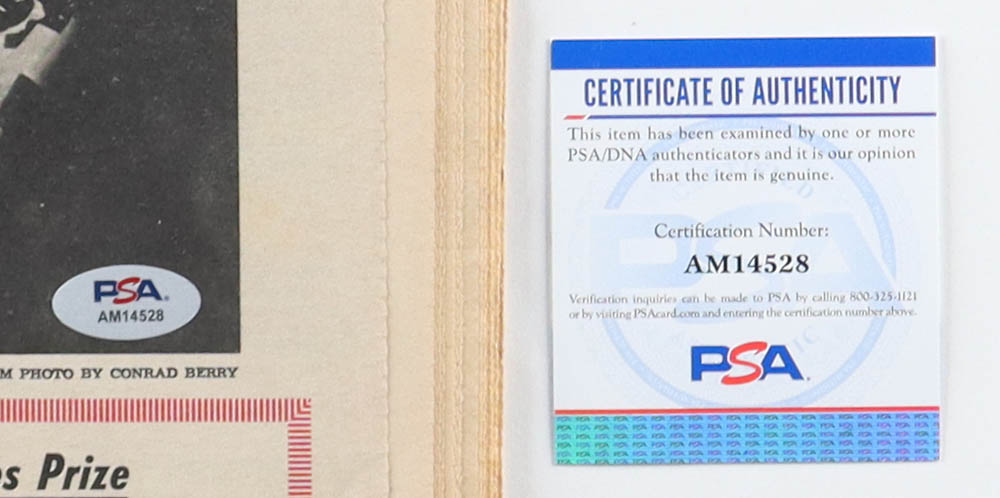 PSA
AM14528
M PHOTO BY CONRAD BERRY
s Prize
CERTIFICATE OF AUTHENTICITY
This item has been examined by one or more
PSA/DNA authenticators and it is our opinion
that the item is genuine.
Certification Number:
AM14528
Verification inquiries can be made to PSA by calling 800-325-1121
or by visiting PSAcard.com and entering the certification number above.
PSA